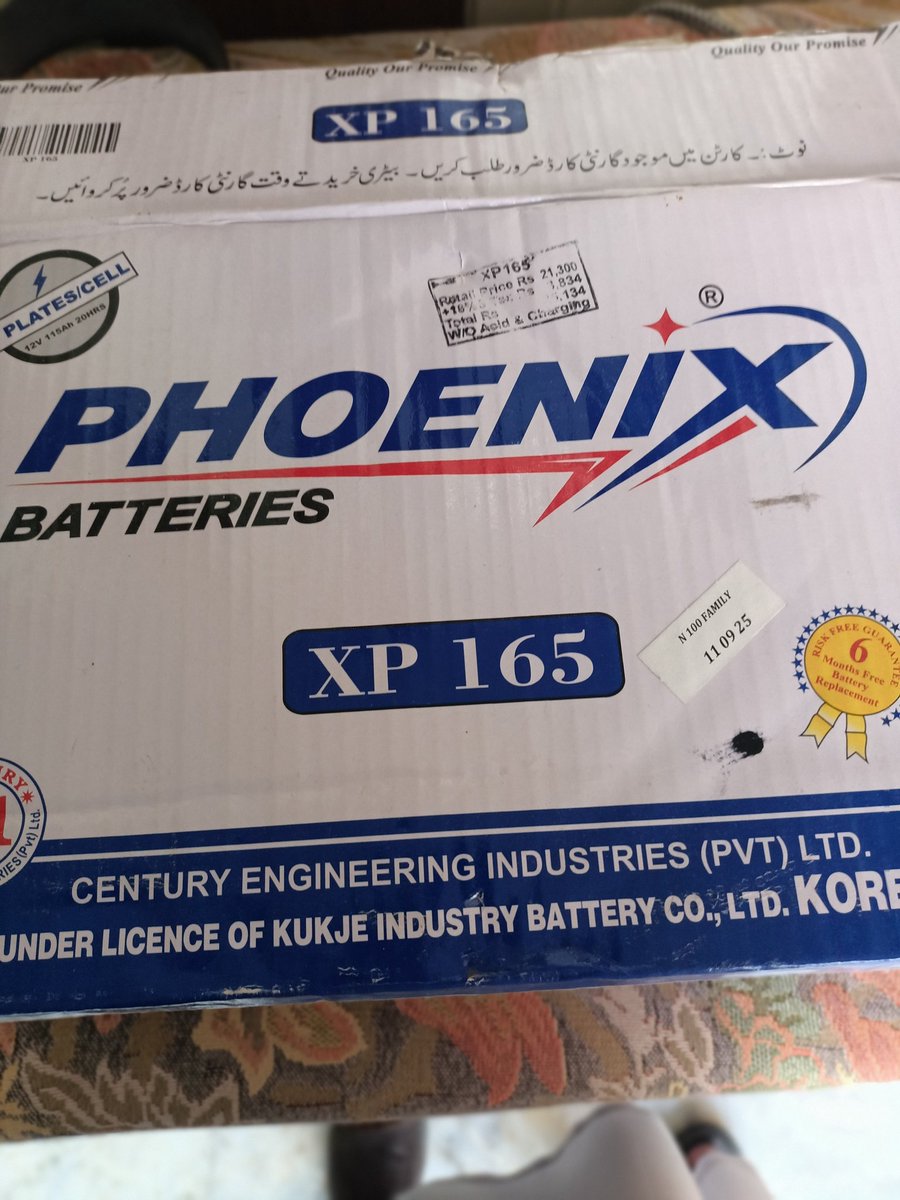 ur Promise
Quality Our Promise
Quality Our Promise
XP 165
XP 165
نوٹ:۔ کارٹن میں موجود گارنٹی کارڈ ضرور طلب کریں۔ بیٹری خریدتے وقت گارنٹی کارڈ ضرور پُر کروائیں۔
PLATES/CELL
12V 115Ah 20HRS
XP165
Retail Price Rs 21,300
Total Rs
W/O Acid & Charging
PHOENIX ®
BATTERIES
XP 165
N 100 FAMILY
11 09 25
RISK FREE GUARANTEE
6
Months Free
Battery
Replacement
CENTURY ENGINEERING INDUSTRIES (PVT) LTD.
UNDER LICENCE OF KUKJE INDUSTRY BATTERY CO., LTD. KORE